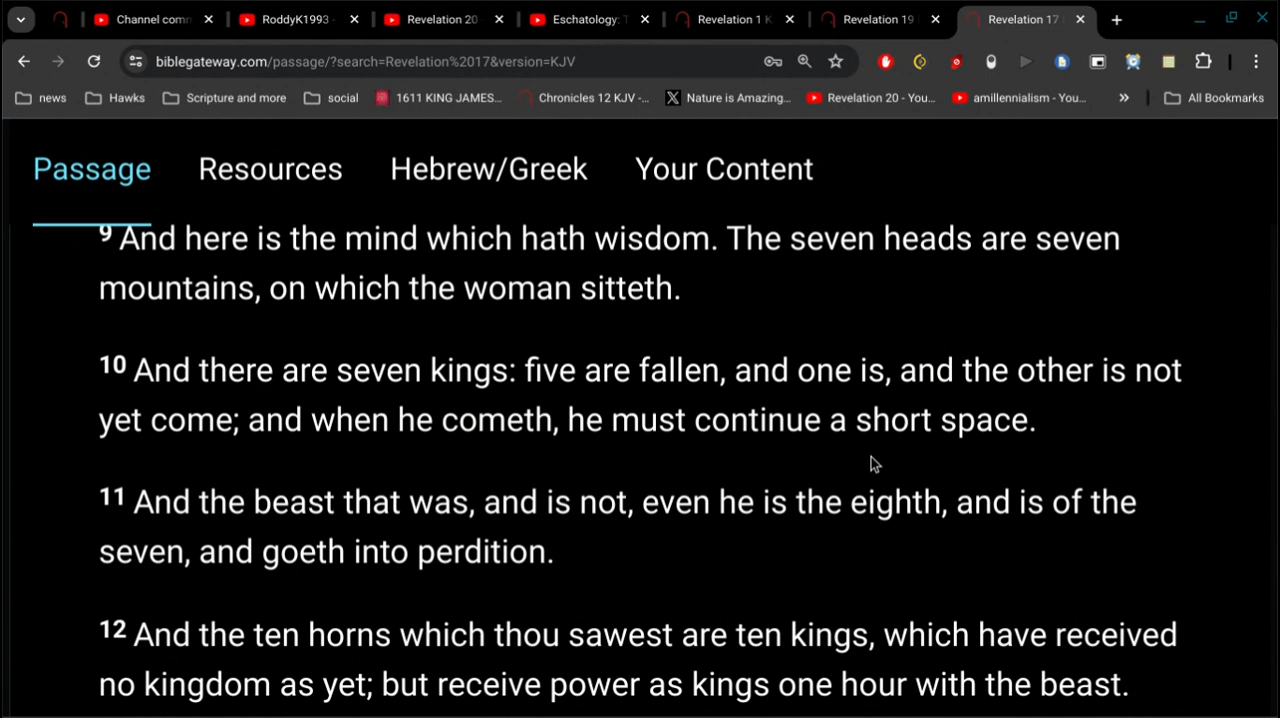 Channel comm
RoddyK1993 -
Revelation 20 -
Eschatology: T
Revelation 1 K
Revelation 19
Revelation 17
biblegateway.com/passage/?search=Revelation%2017&version=KJV
news Hawks Scripture and more social 1611 KING JAMES... Chronicles 12 KJV -... Nature is Amazing... Revelation 20 - You... amillennialism - You... » All Bookmarks
Passage Resources Hebrew/Greek Your Content
9 And here is the mind which hath wisdom. The seven heads are seven
mountains, on which the woman sitteth.
10 And there are seven kings: five are fallen, and one is, and the other is not
yet come; and when he cometh, he must continue a short space.
11 And the beast that was, and is not, even he is the eighth, and is of the
seven, and goeth into perdition.
12 And the ten horns which thou sawest are ten kings, which have received
no kingdom as yet; but receive power as kings one hour with the beast.